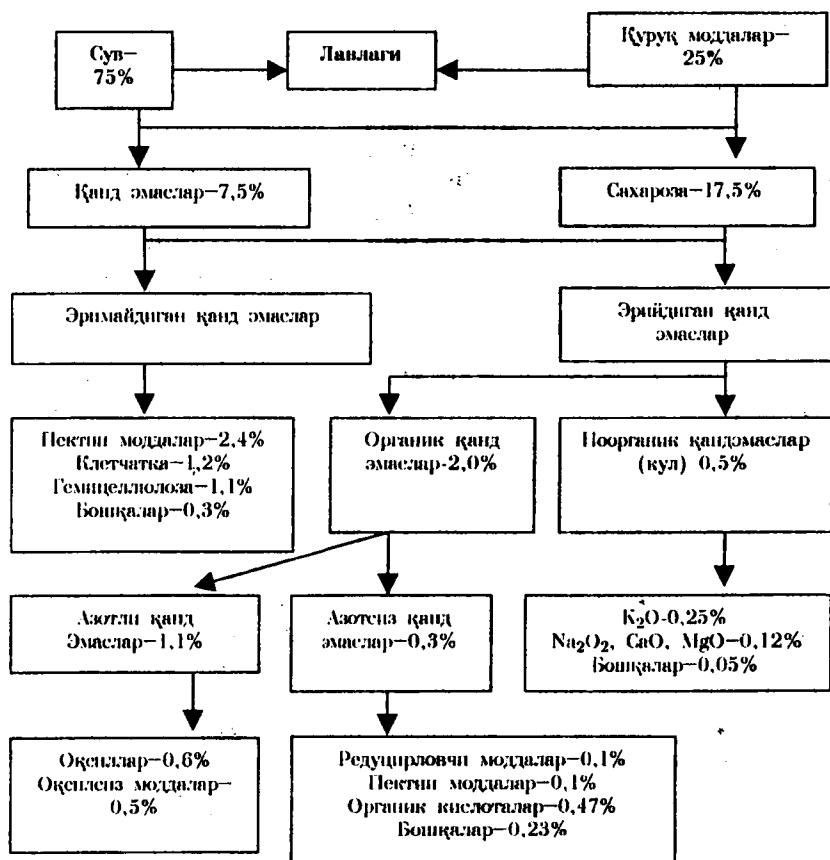 Сув–
75%
Лавлаги
Қуруқ моддалар–
25%
Қанд эмаслар–7,5%
Сахароза–17,5%
Эримайдиган қанд эмаслар
Эрийдиган қанд
эмаслар
Пектин моддалар–2,4%
Клетчатка–1,2%
Гемицеллюлоза–1,1%
Бошқалар–0,3%
Органик қанд
эмаслар-2,0%
Ноорганик қандэмаслар
(кул) 0,5%
Азотли қанд
Эмаслар–1,1%
Азотсиз қанд
эмаслар–0,3%
K₂O-0,25%
Na₂O₂, CaO, MgO–0,12%
Бошқалар–0,05%
Оқсиллар–0,6%
Оқсилсиз моддалар–
0,5%
Редуцирловчи моддалар–0,1%
Пектин моддалар–0,1%
Органик кислоталар–0,47%
Бошқалар–0,23%